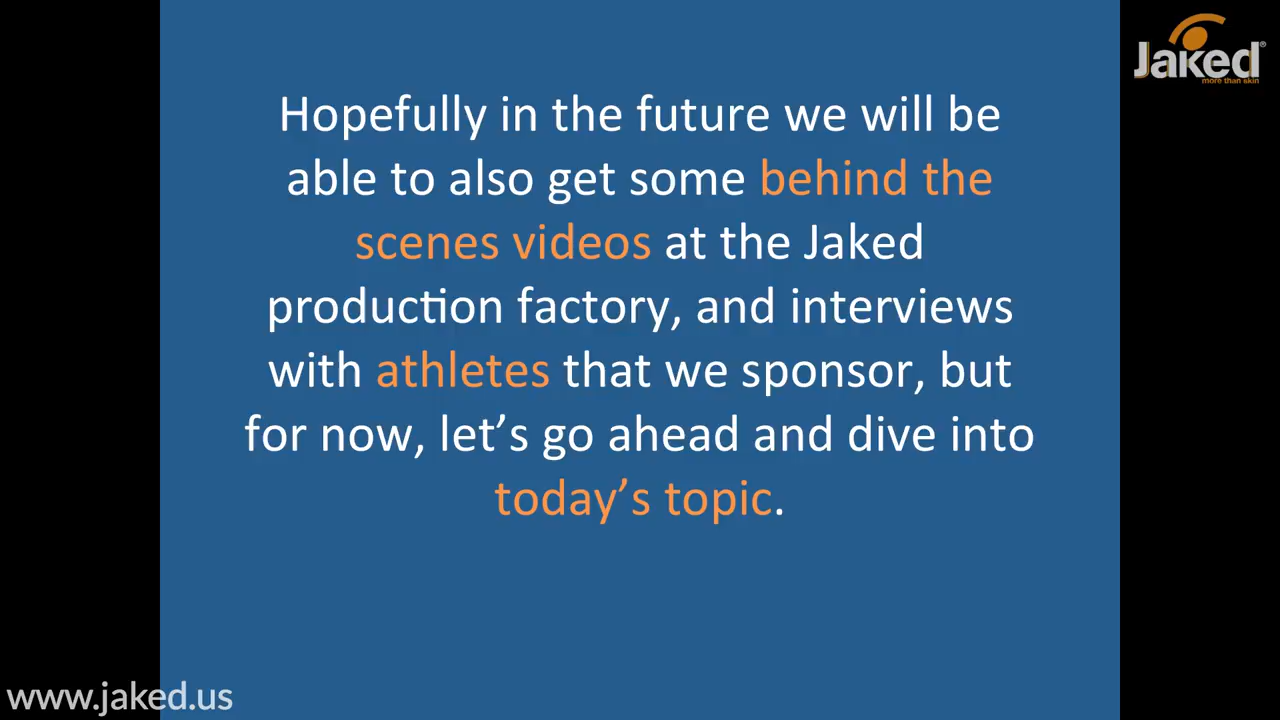 Jaked®
more than skin
Hopefully in the future we will be
able to also get some behind the
scenes videos at the Jaked
production factory, and interviews
with athletes that we sponsor, but
for now, let’s go ahead and dive into
today’s topic.
www.jaked.us